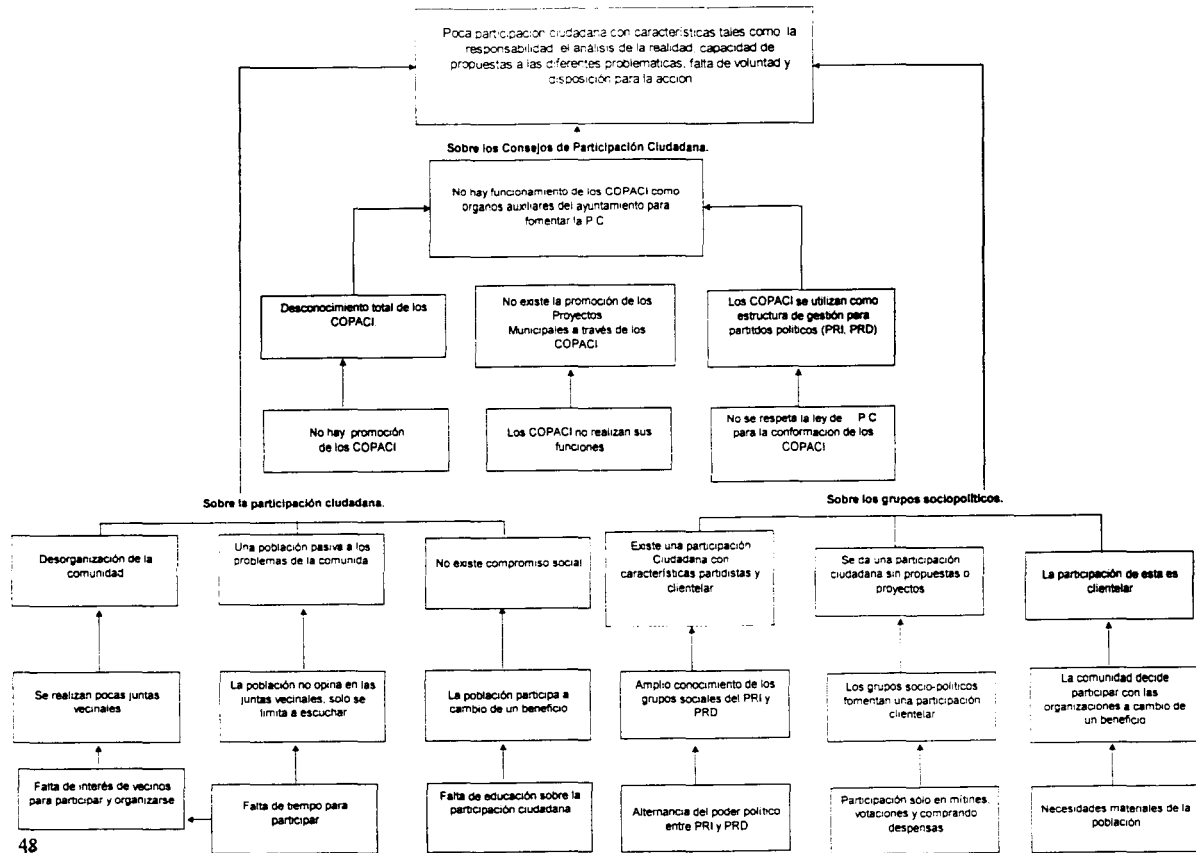 Poca participación ciudadana con características tales como la
responsabilidad, el análisis de la realidad, capacidad de
propuestas a las diferentes problematicas, falta de voluntad y
disposición para la acción
Sobre los Consejos de Participación Ciudadana.
No hay funcionamiento de los COPACI como
organos auxiliares del ayuntamiento para
fomentar la P C
Desconocimiento total de los
COPACI.
No existe la promoción de los
Proyectos
Municipales a través de los
COPACI
Los COPACI se utilizan como
estructura de gestión para
partidos políticos (PRI, PRD)
No hay promoción
de los COPACI
Los COPACI no realizan sus
funciones
No se respeta la ley de P C
para la conformacion de los
COPACI
Sobre la participación ciudadana.
Sobre los grupos sociopolíticos.
Desorganización de la
comunidad
Una población pasiva a los
problemas de la comunida
No existe compromiso social
Existe una participación
Ciudadana con
características partidistas y
clientelar
Se da una participación
ciudadana sin propuestas o
proyectos
La participación de esta es
clientelar
Se realizan pocas juntas
vecinales
La población no opina en las
juntas vecinales, solo se
limita a escuchar
La población participa a
cambio de un beneficio
Amplio conocimiento de los
grupos sociales del PRI y
PRD
Los grupos socio-politicos
fomentan una participación
clientelar
La comunidad decide
participar con las
organizaciones a cambio de
un beneficio
Falta de interés de vecinos
para participar y organizarse
Falta de tiempo para
participar
Falta de educación sobre la
participación ciudadana
Alternancia del poder político
entre PRI y PRD
Participación sólo en mítines,
votaciones y comprando
despensas
Necesidades materiales de la
población
48